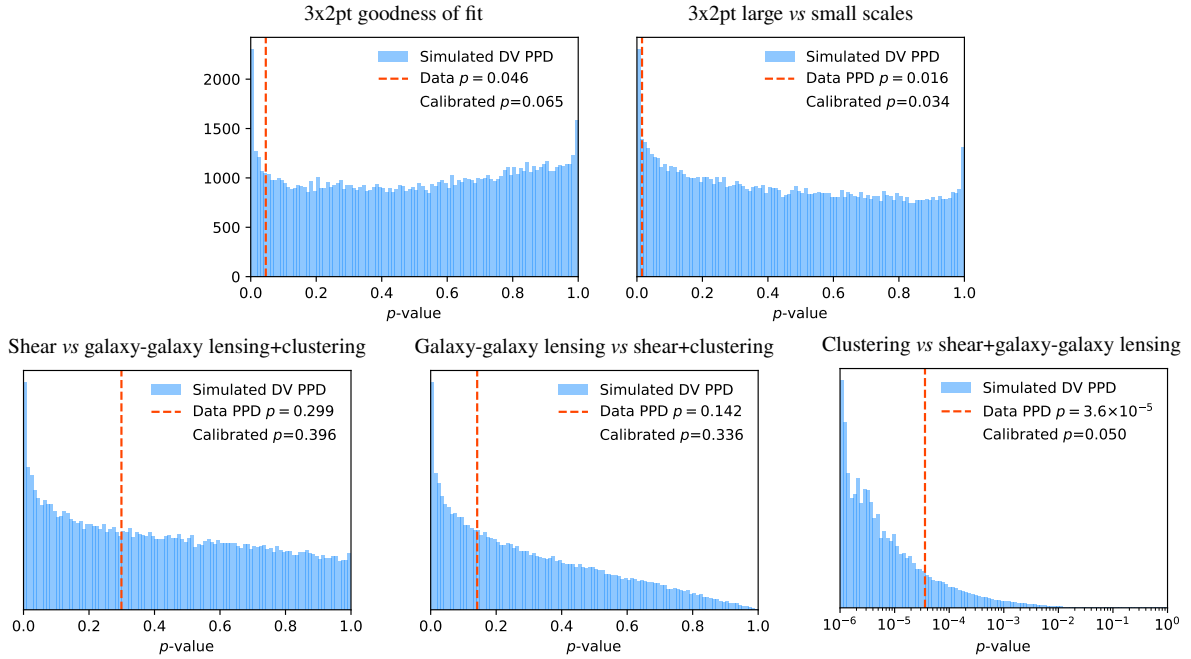 3x2pt goodness of fit
Simulated DV PPD
Data p = 0.046
Calibrated p=0.065
2000
1500
1000
500
0
0.0 0.2 0.4 0.6 0.8 1.0
p-value
3x2pt large vs small scales
Simulated DV PPD
Data PPD p = 0.016
Calibrated p=0.034
0.0 0.2 0.4 0.6 0.8 1.0
p-value
Shear vs galaxy-galaxy lensing+clustering
Simulated DV PPD
Data PPD p = 0.299
Calibrated p=0.396
0.0 0.2 0.4 0.6 0.8 1.0
p-value
Galaxy-galaxy lensing vs shear+clustering
Simulated DV PPD
Data PPD p = 0.142
Calibrated p=0.336
0.0 0.2 0.4 0.6 0.8 1.0
p-value
Clustering vs shear+galaxy-galaxy lensing
Simulated DV PPD
Data PPD p = 3.6×10⁻⁵
Calibrated p=0.050
10⁻⁶ 10⁻⁵ 10⁻⁴ 10⁻³ 10⁻² 10⁻¹ 10⁰
p-value